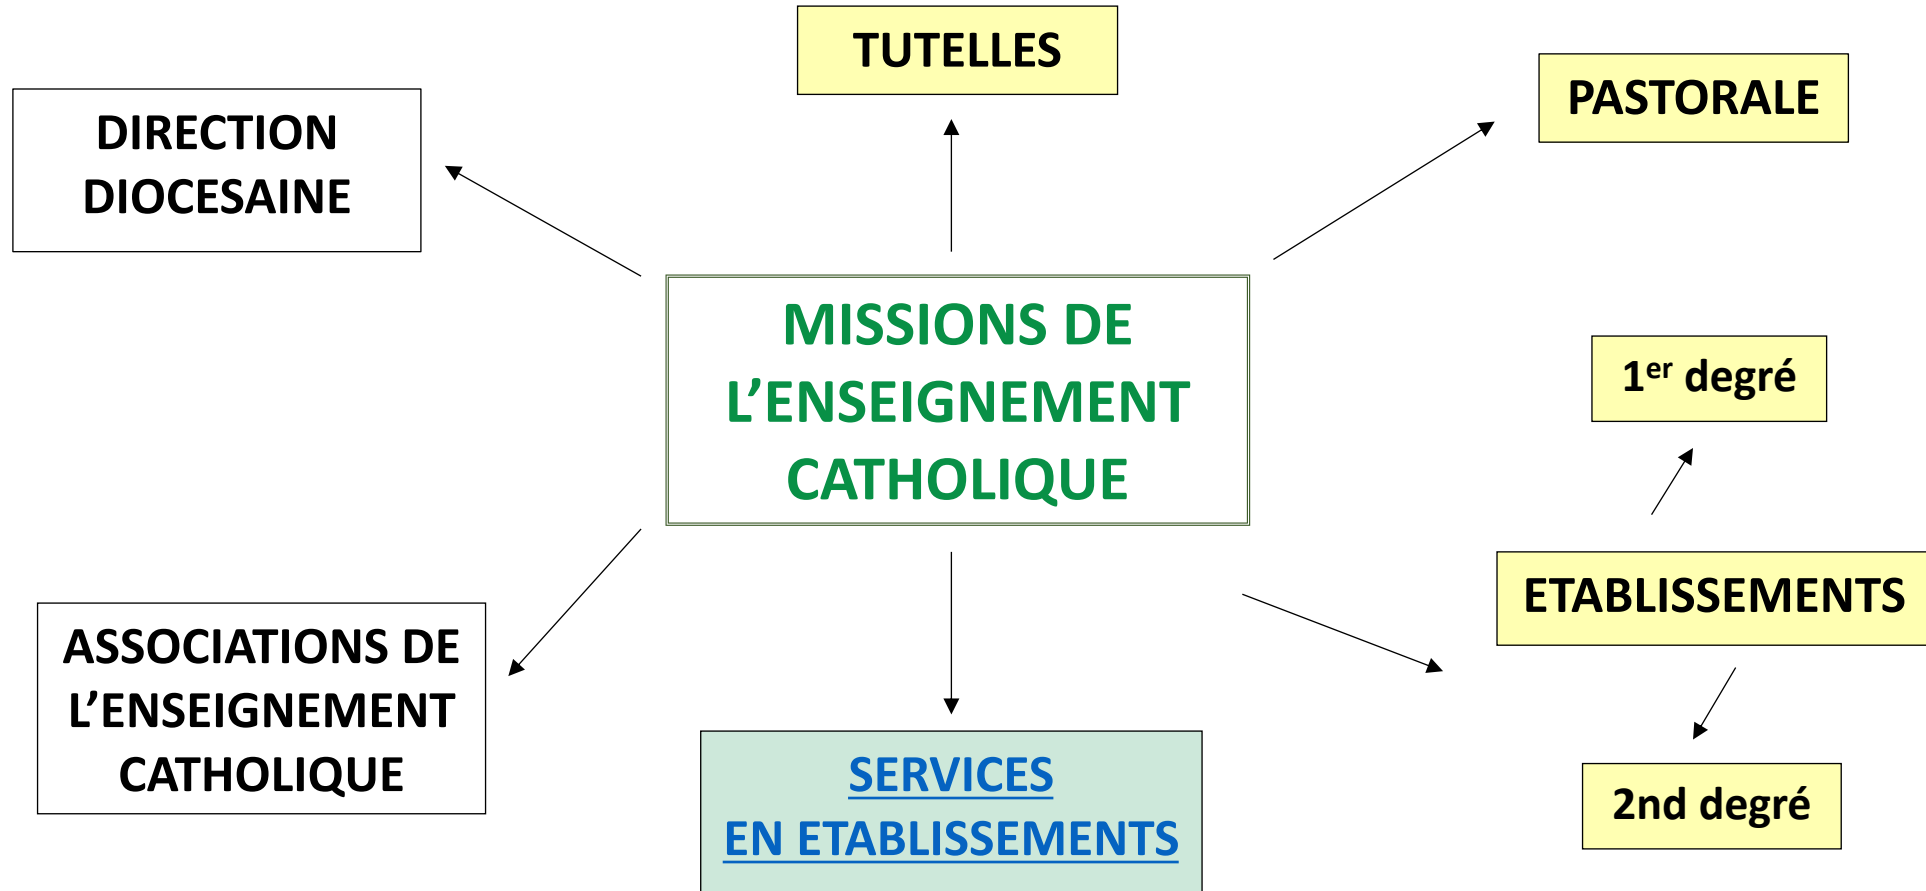 TUTELLES
PASTORALE
DIRECTION
DIOCESAINE
MISSIONS DE
L’ENSEIGNEMENT
CATHOLIQUE
1er degré
ETABLISSEMENTS
2nd degré
ASSOCIATIONS DE
L’ENSEIGNEMENT
CATHOLIQUE
SERVICES
EN ETABLISSEMENTS